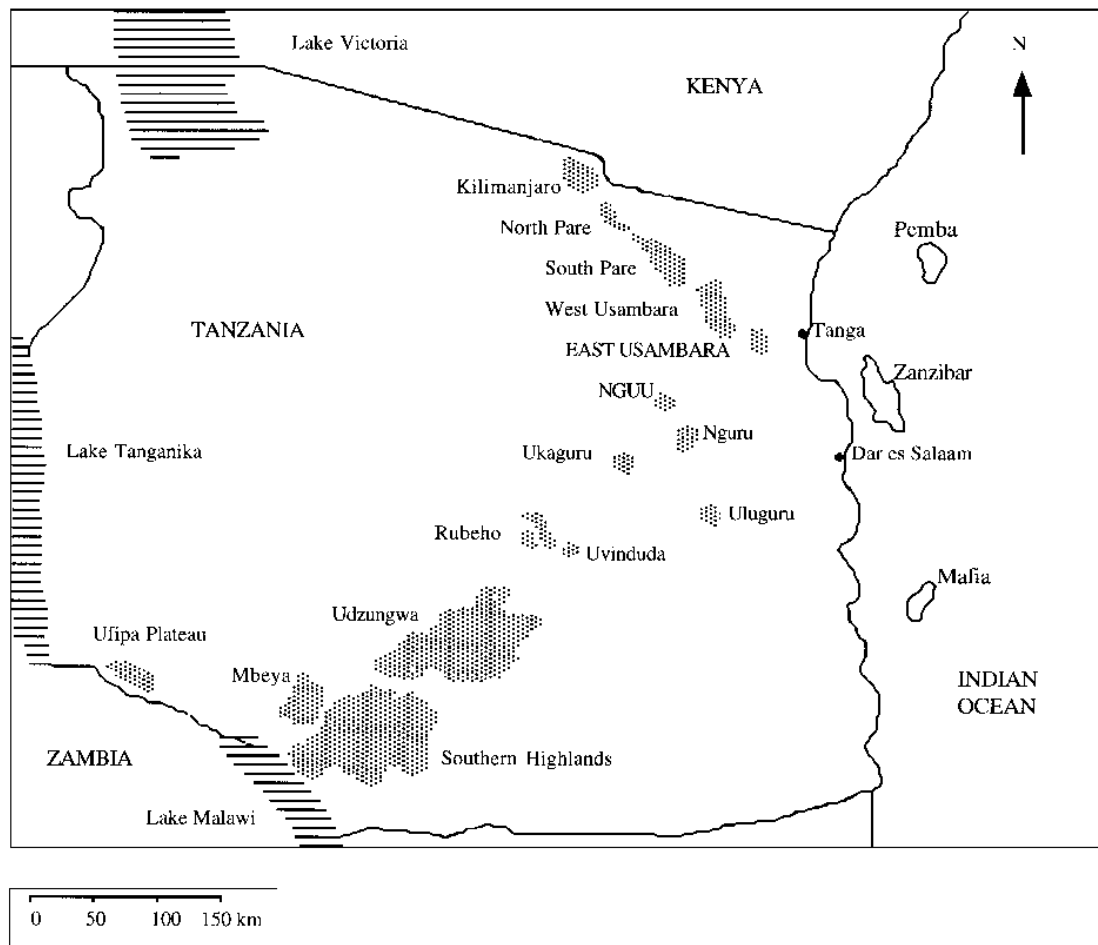 Lake Victoria
N
KENYA
Kilimanjaro
North Pare
Pemba
South Pare
West Usambara
TANZANIA
Tanga
EAST USAMBARA
Zanzibar
NGUU
Nguru
Lake Tanganika
Ukaguru
Dar es Salaam
Uluguru
Rubeho
Uvinduda
Mafia
Udzungwa
Ufipa Plateau
Mbeya
INDIAN
OCEAN
ZAMBIA
Southern Highlands
Lake Malawi
0 50 100 150 km